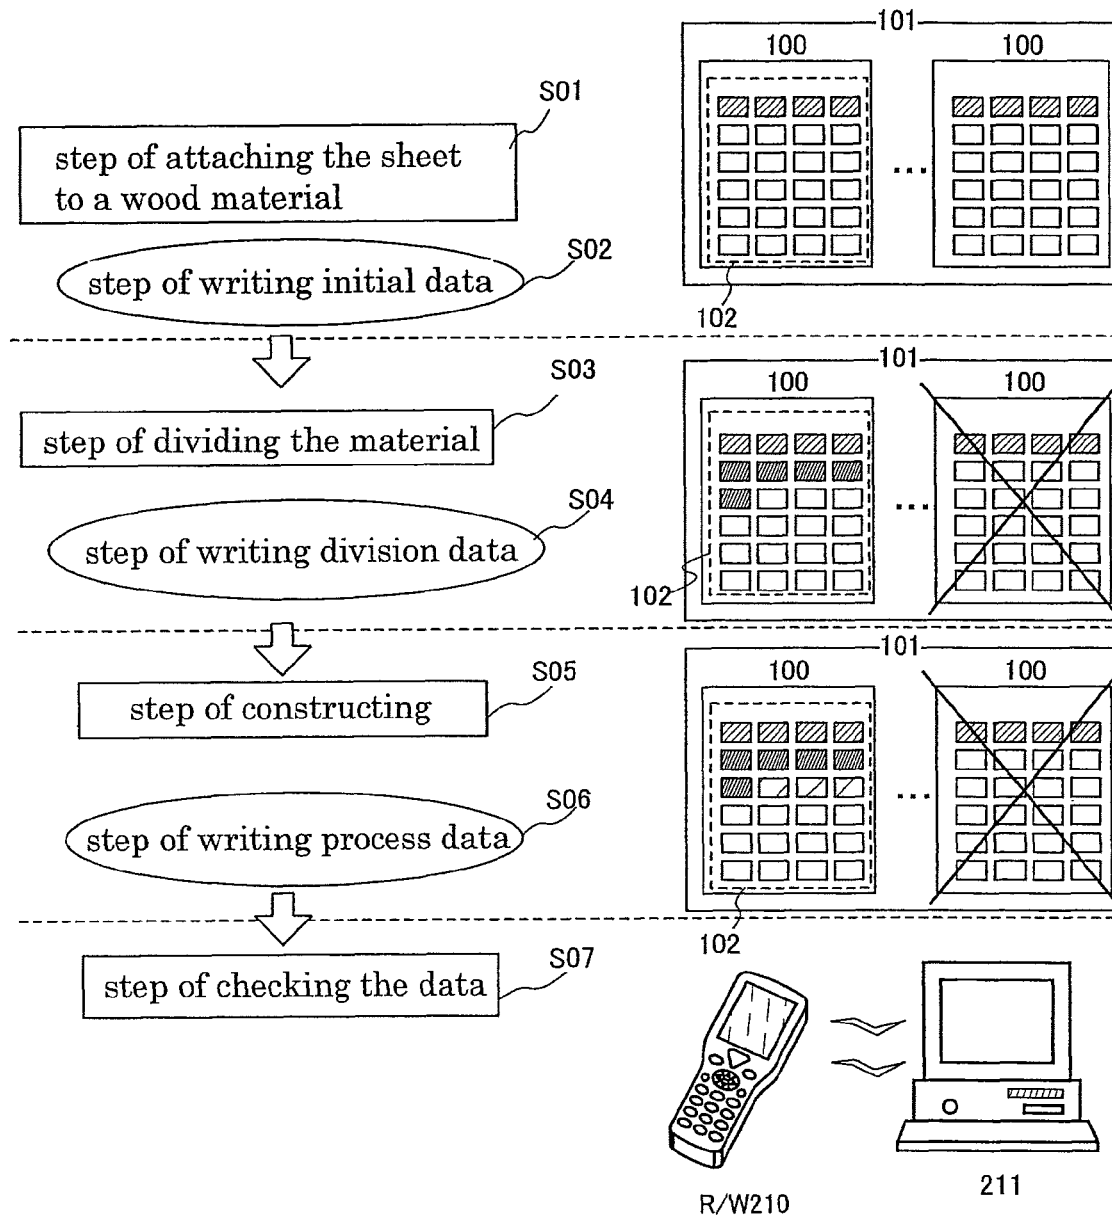 101
100 100
S01
step of attaching the sheet
to a wood material
...
S02
step of writing initial data
102
101
S03
100 100
step of dividing the material
S04
...
step of writing division data
102
101
S05
100 100
step of constructing
S06
...
step of writing process data
102
S07
step of checking the data
R/W210
211